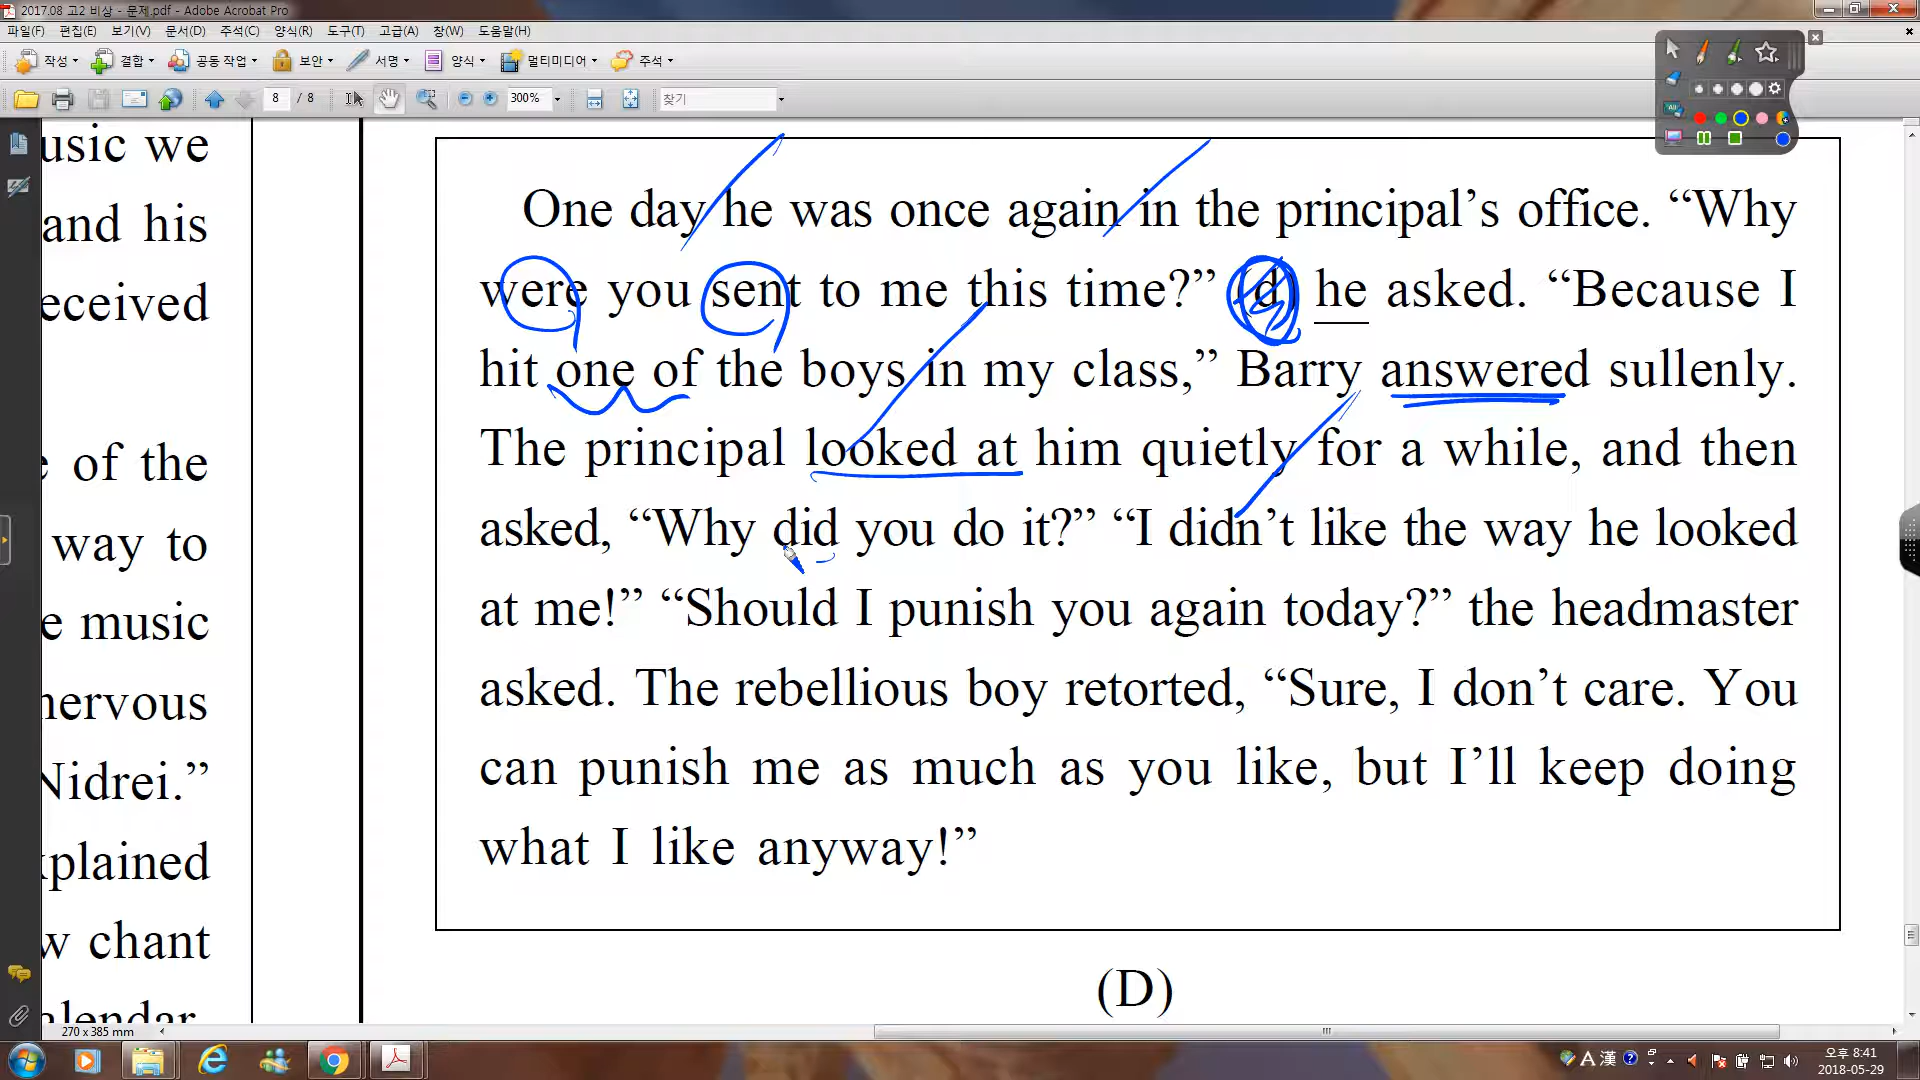 2017.08 고2 비상 - 문제.pdf - Adobe Acrobat Pro
파일(F) 편집(E) 보기(V) 문서(D) 주석(C) 양식(R) 도구(T) 고급(A) 창(W) 도움말(H)
작성 결합 공동 작업 보안 서명 양식 멀티미디어 주석
8 / 8 300% 찾기
usic we
and his
eceived
e of the
way to
e music
nervous
Nidrei.”
xplained
w chant
alendar
One day he was once again in the principal’s office. “Why
were you sent to me this time?” (d) he asked. “Because I
hit one of the boys in my class,” Barry answered sullenly.
The principal looked at him quietly for a while, and then
asked, “Why did you do it?” “I didn’t like the way he looked
at me!” “Should I punish you again today?” the headmaster
asked. The rebellious boy retorted, “Sure, I don’t care. You
can punish me as much as you like, but I’ll keep doing
what I like anyway!”
(D)
270 x 385 mm
A 漢
오후 8:41
2018-05-29